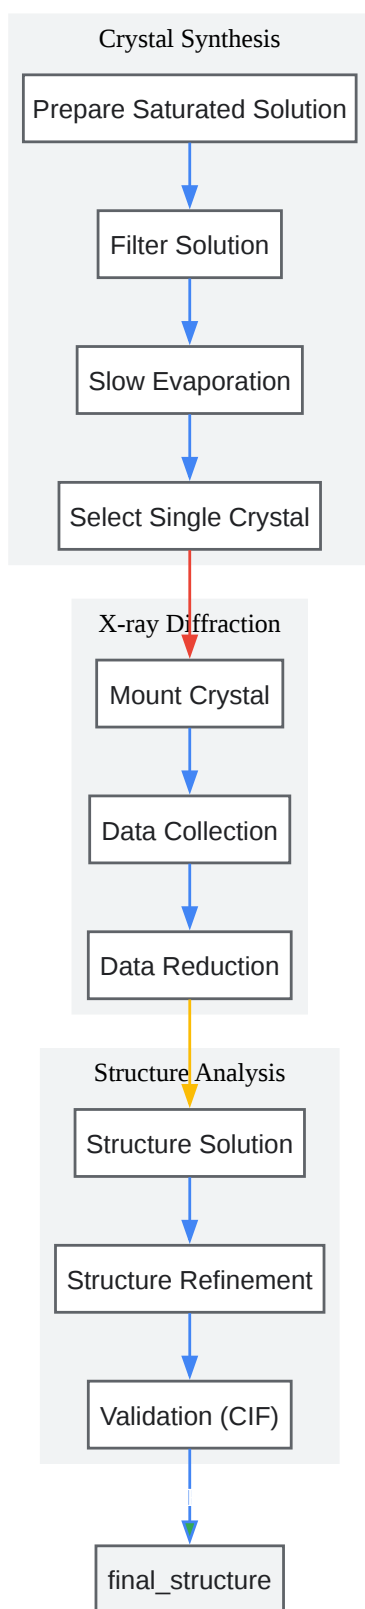 Crystal Synthesis
Prepare Saturated Solution
Filter Solution
Slow Evaporation
Select Single Crystal
X-ray Diffraction
Mount Crystal
Data Collection
Data Reduction
Structure Analysis
Structure Solution
Structure Refinement
Validation (CIF)
final_structure